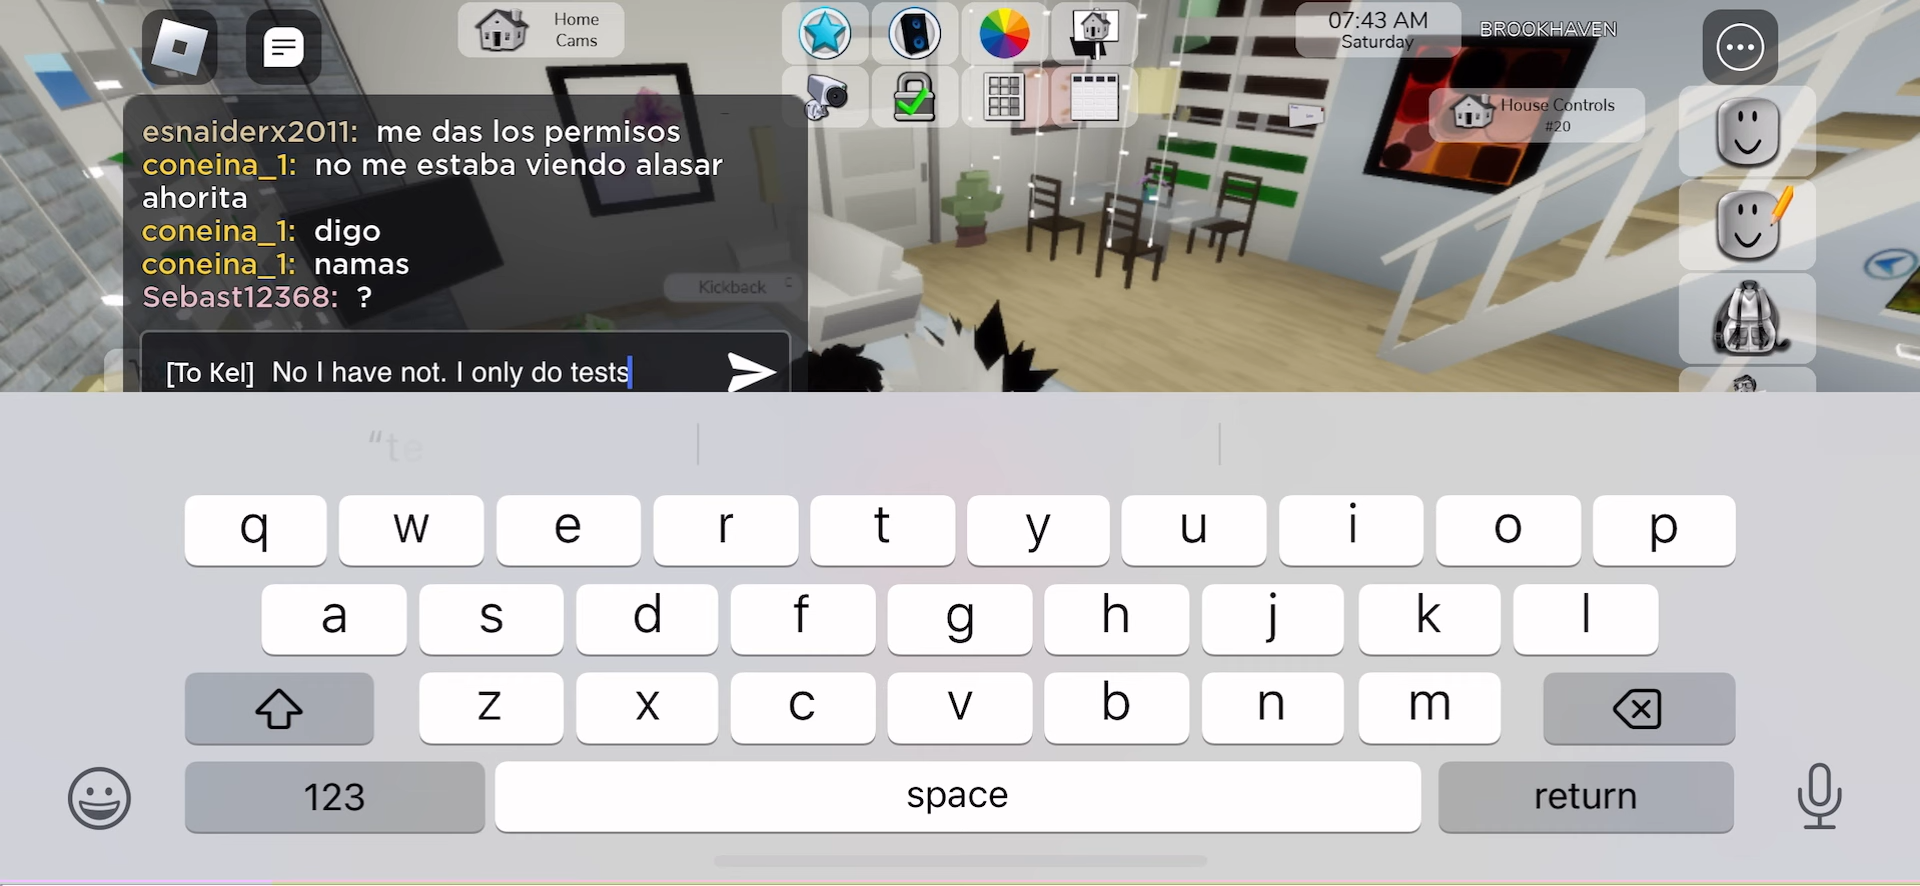 Home
Cams
07:43 AM
Saturday
BROOKHAVEN
House Controls
#20
esnaiderx2011: me das los permisos
coneina_1: no me estaba viendo alasar
ahorita
coneina_1: digo
coneina_1: namas
Sebast12368: ?
Kickback
[To Kel] No I have not. I only do tests
“te
q w e r t y u i o p
a s d f g h j k l
z x c v b n m
123 space return